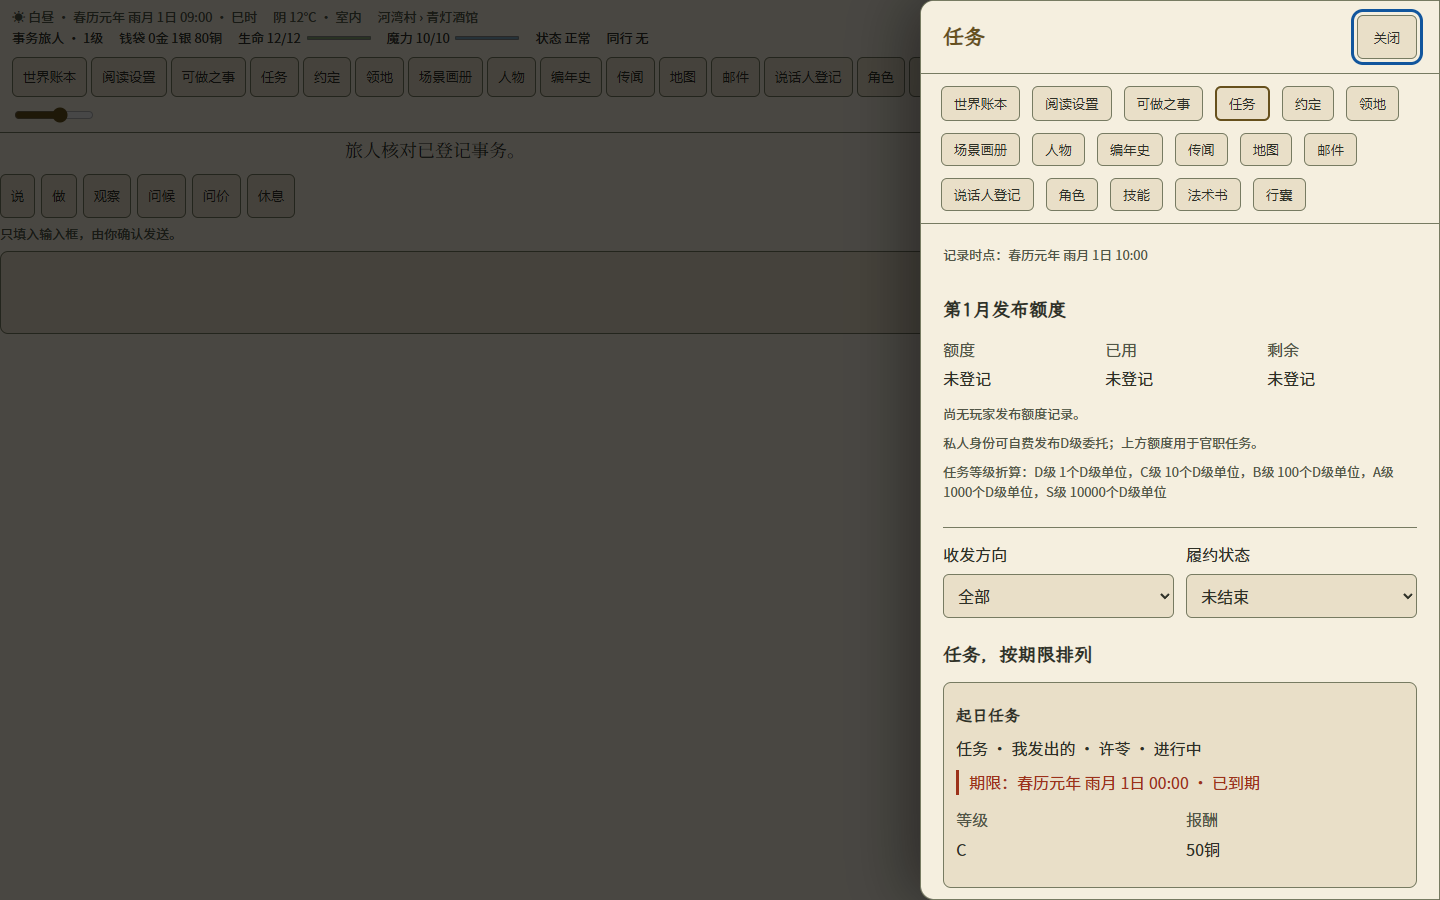 白昼 · 春历元年 雨月 1日 09:00 · 巳时 阴 12°C · 室内 河湾村 › 青灯酒馆
事务旅人 · 1级 钱袋 0金 1银 80铜 生命 12/12 魔力 10/10 状态 正常 同行 无
世界账本 阅读设置 可做之事 任务 约定 领地 场景画册 人物 编年史 传闻 地图 邮件 说话人登记 角色
旅人核对已登记事务。
说 做 观察 问候 问价 休息
只填入输入框，由你确认发送。
任务
关闭
世界账本 阅读设置 可做之事 任务 约定 领地
场景画册 人物 编年史 传闻 地图 邮件
说话人登记 角色 技能 法术书 行囊
记录时点：春历元年 雨月 1日 10:00
第1月发布额度
额度 已用 剩余
未登记 未登记 未登记
尚无玩家发布额度记录。
私人身份可自费发布D级委托；上方额度用于官职任务。
任务等级折算：D级 1个D级单位，C级 10个D级单位，B级 100个D级单位，A级
1000个D级单位，S级 10000个D级单位
收发方向 履约状态
全部 未结束
任务，按期限排列
起日任务
任务 · 我发出的 · 许苓 · 进行中
期限：春历元年 雨月 1日 00:00 · 已到期
等级 报酬
C 50铜